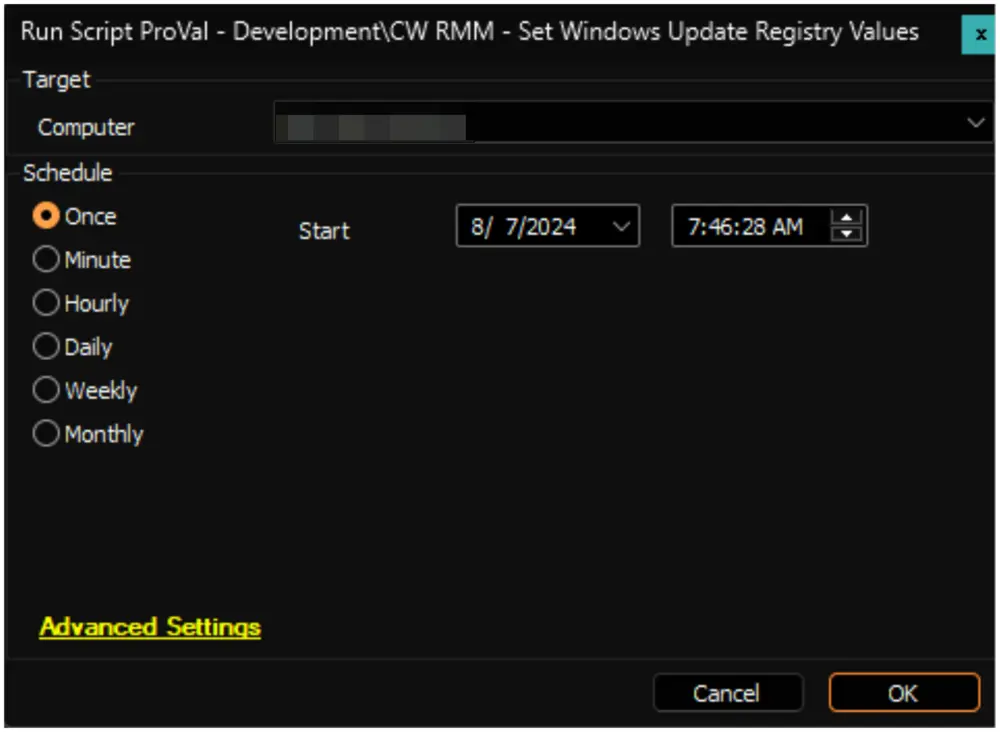 Run Script ProVal - Development\CW RMM - Set Windows Update Registry Values x
Target
Computer
Schedule
Once
Start 8/ 7/2024 7:46:28 AM
Minute
Hourly
Daily
Weekly
Monthly
Advanced Settings
Cancel OK